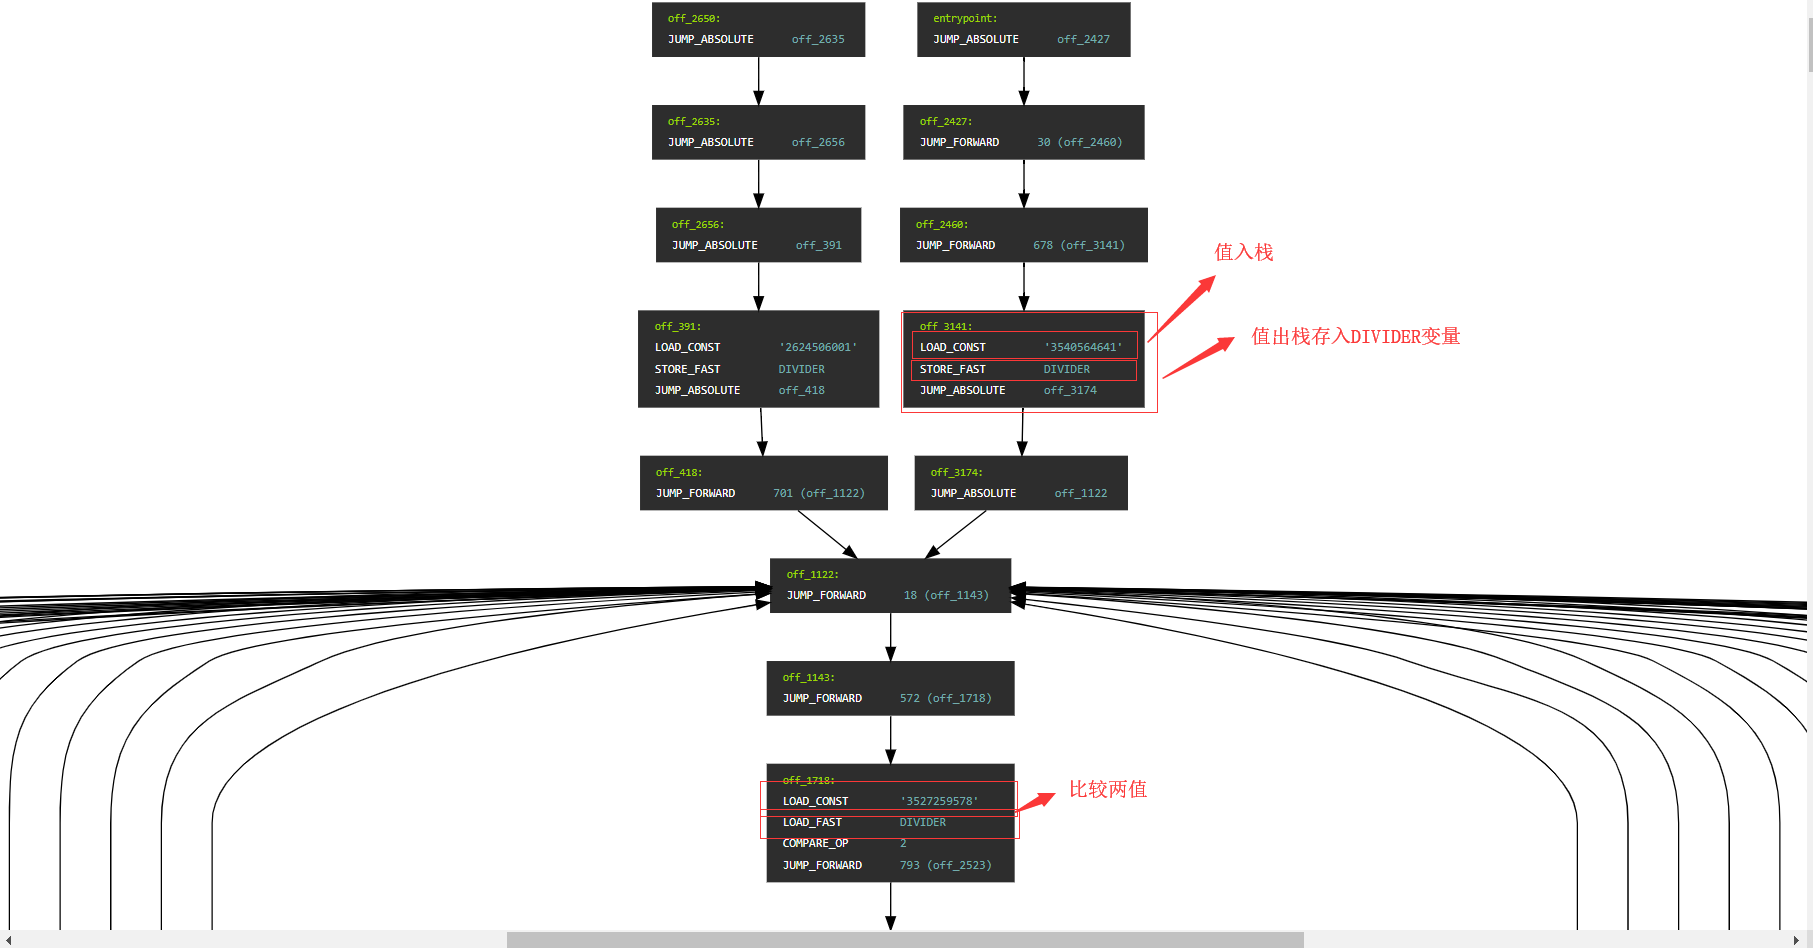 off_2650:
JUMP_ABSOLUTE off_2635
entrypoint:
JUMP_ABSOLUTE off_2427
off_2635:
JUMP_ABSOLUTE off_2656
off_2427:
JUMP_FORWARD 30 (off_2460)
off_2656:
JUMP_ABSOLUTE off_391
off_2460:
JUMP_FORWARD 678 (off_3141)
值入栈
off_391:
LOAD_CONST '2624506001'
STORE_FAST DIVIDER
JUMP_ABSOLUTE off_418
off_3141:
LOAD_CONST '3540564641'
STORE_FAST DIVIDER
JUMP_ABSOLUTE off_3174
值出栈存入DIVIDER变量
off_418:
JUMP_FORWARD 701 (off_1122)
off_3174:
JUMP_ABSOLUTE off_1122
off_1122:
JUMP_FORWARD 18 (off_1143)
off_1143:
JUMP_FORWARD 572 (off_1718)
off_1718:
LOAD_CONST '3527259578'
LOAD_FAST DIVIDER
COMPARE_OP 2
JUMP_FORWARD 793 (off_2523)
比较两值